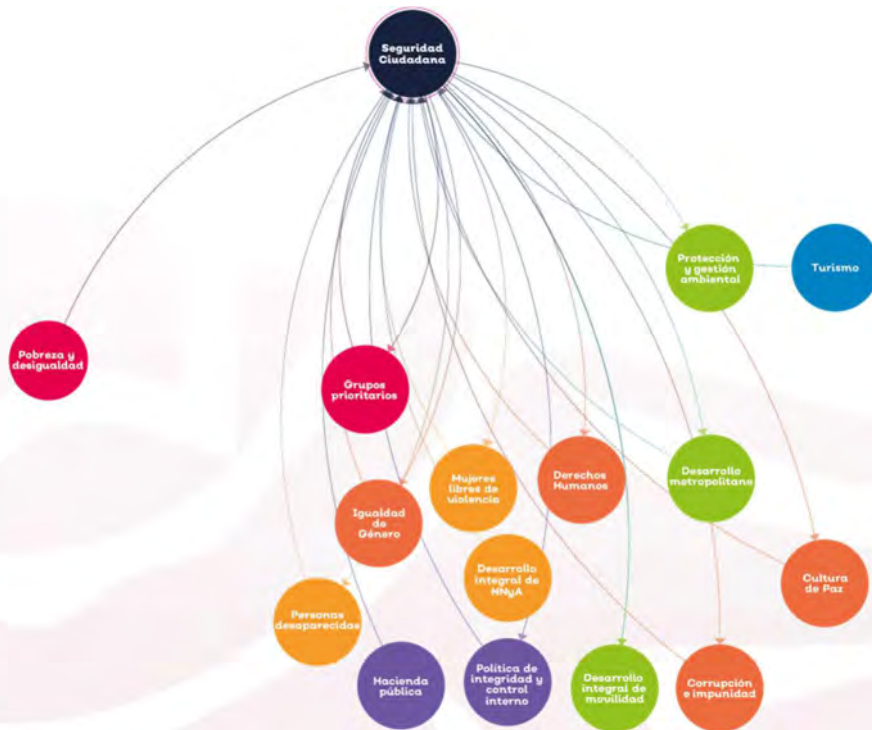 Seguridad
Ciudadana
Protección
y gestión
ambiental
Turismo
Pobreza y
desigualdad
Grupos
prioritarios
Mujeres
libres de
violencia
Derechos
Humanos
Desarrollo
metropolitano
Igualdad
de
Género
Desarrollo
integral de
NNyA
Cultura
de Paz
Personas
desaparecidas
Hacienda
pública
Política de
integridad y
control
interno
Desarrollo
integral de
movilidad
Corrupción
e impunidad